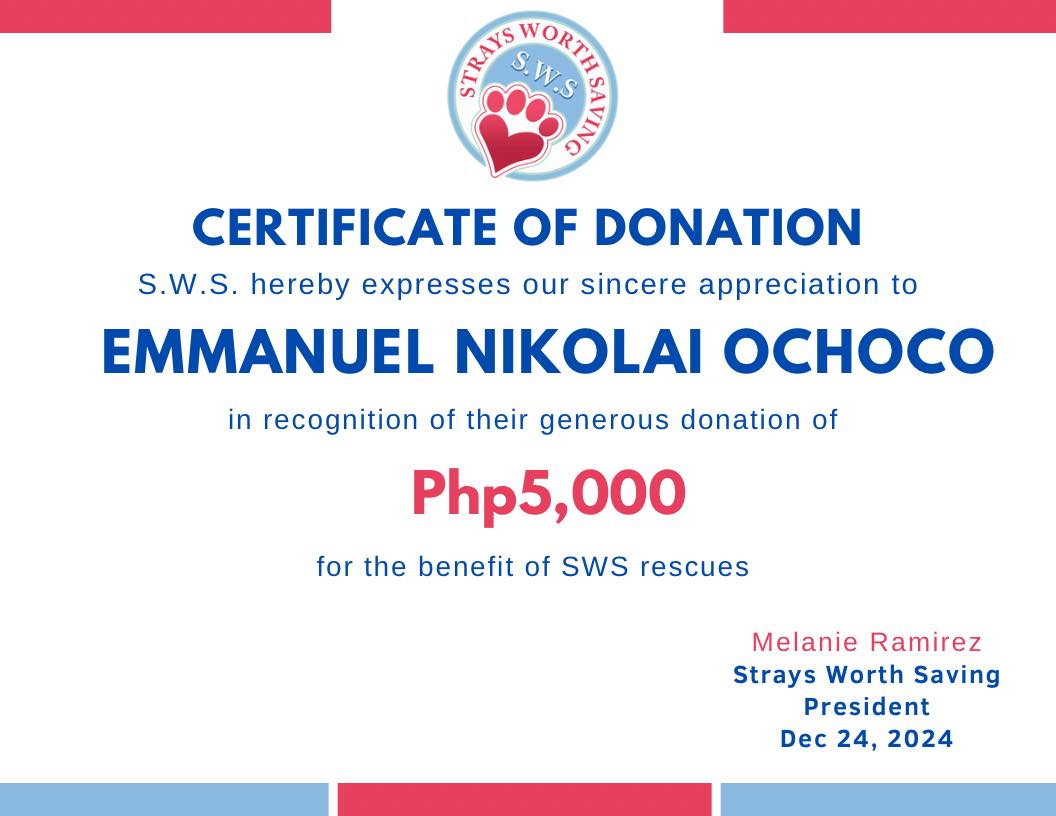 STRAYS WORTH SAVING
S.W.S
CERTIFICATE OF DONATION
S.W.S. hereby expresses our sincere appreciation to
EMMANUEL NIKOLAI OCHOCO
in recognition of their generous donation of
Php5,000
for the benefit of SWS rescues
Melanie Ramirez
Strays Worth Saving
President
Dec 24, 2024